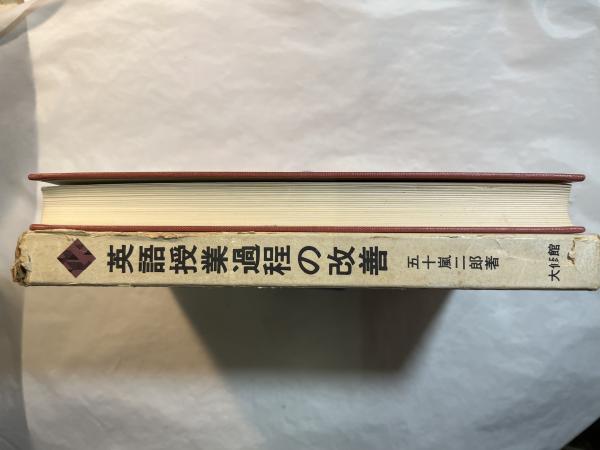 英語授業過程の改善
五十嵐二郎著
大修館